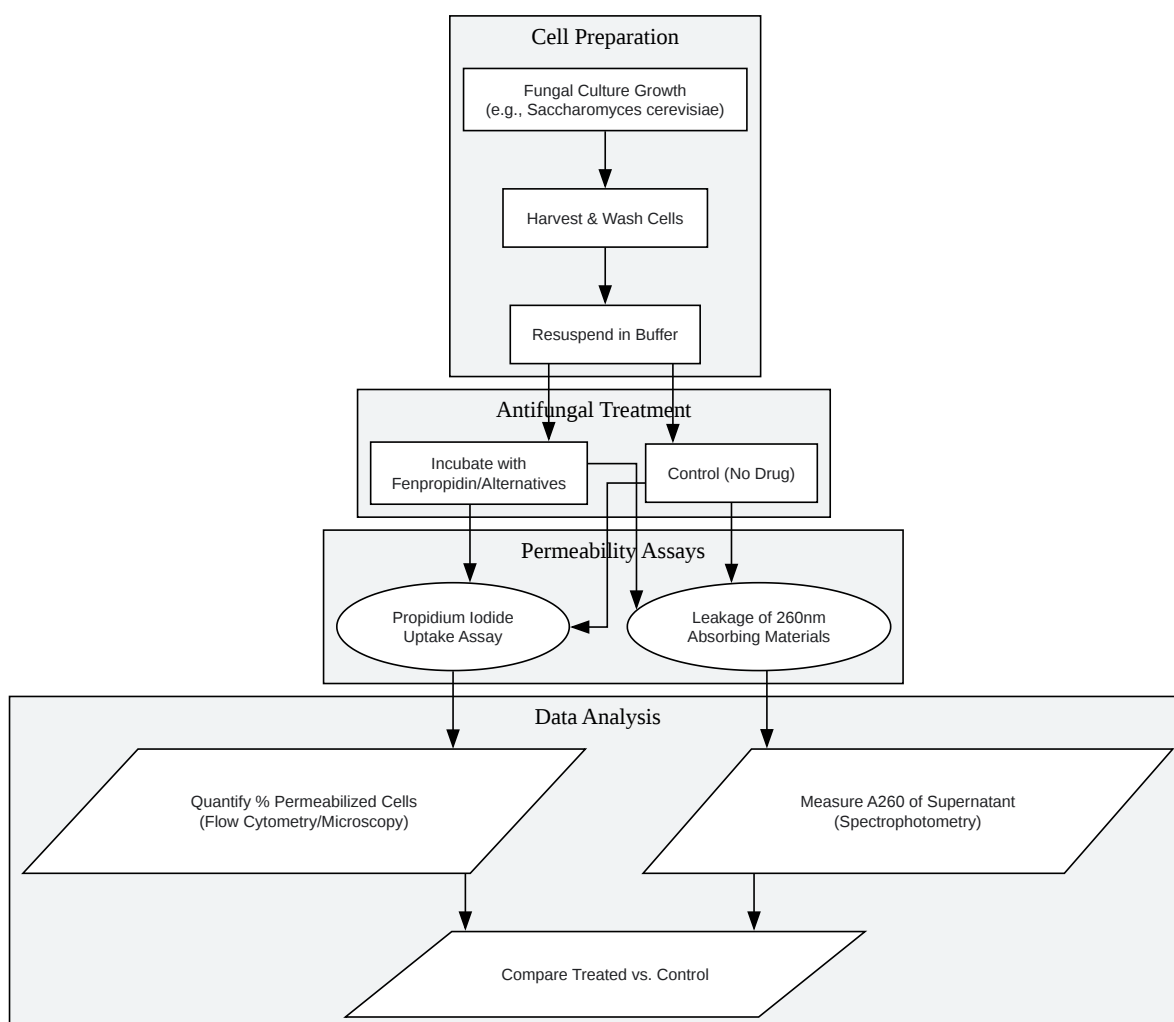 Cell Preparation
Fungal Culture Growth
(e.g., Saccharomyces cerevisiae)
Harvest & Wash Cells
Resuspend in Buffer
Antifungal Treatment
Incubate with
Fenpropidin/Alternatives
Control (No Drug)
Permeability Assays
Propidium Iodide
Uptake Assay
Leakage of 260nm
Absorbing Materials
Data Analysis
Quantify % Permeabilized Cells
(Flow Cytometry/Microscopy)
Measure A260 of Supernatant
(Spectrophotometry)
Compare Treated vs. Control